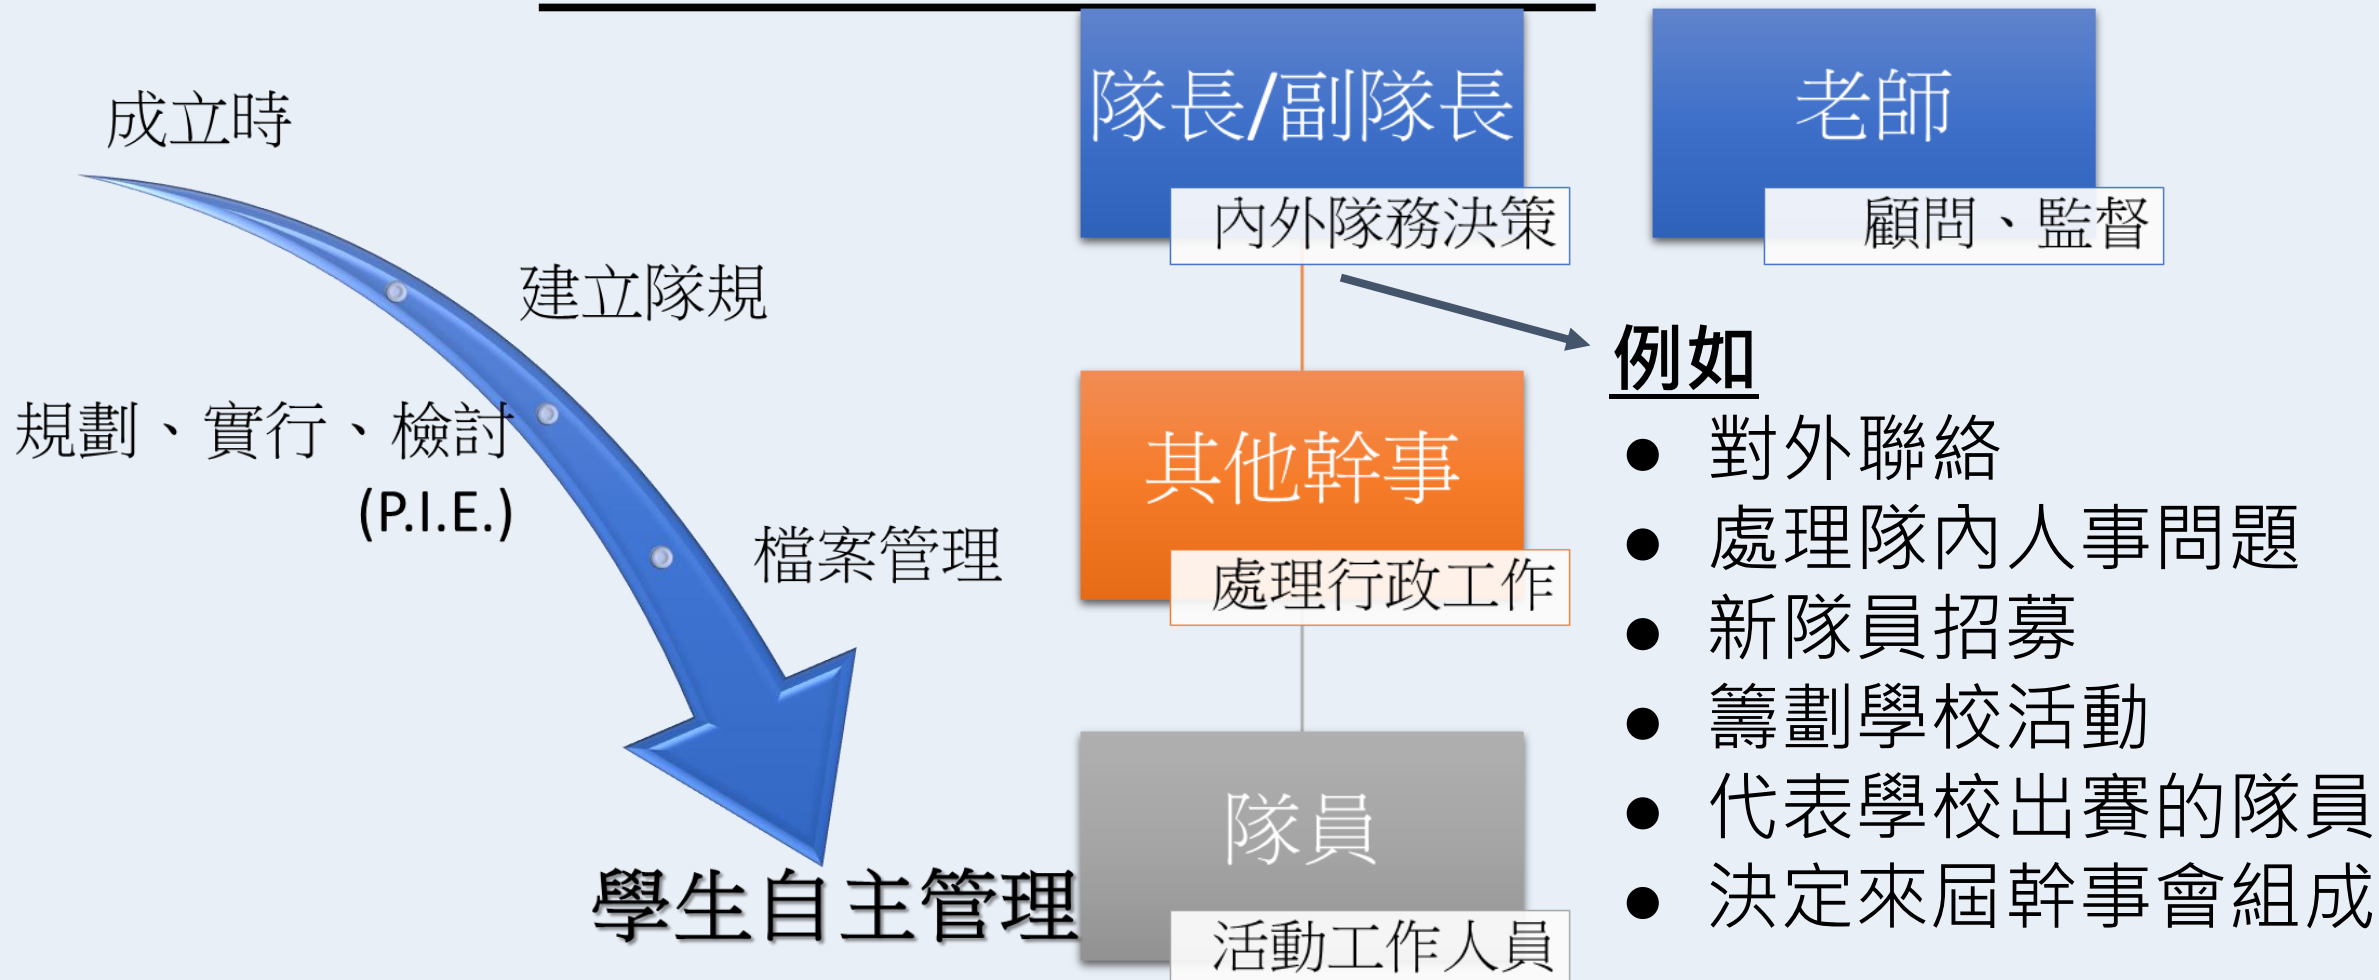 成立時
建立隊規
規劃、實行、檢討
(P.I.E.)
檔案管理
學生自主管理
隊長/副隊長
內外隊務決策
老師
顧問、監督
其他幹事
處理行政工作
隊員
活動工作人員
例如
● 對外聯絡
● 處理隊內人事問題
● 新隊員招募
● 籌劃學校活動
● 代表學校出賽的隊員
● 決定來屆幹事會組成